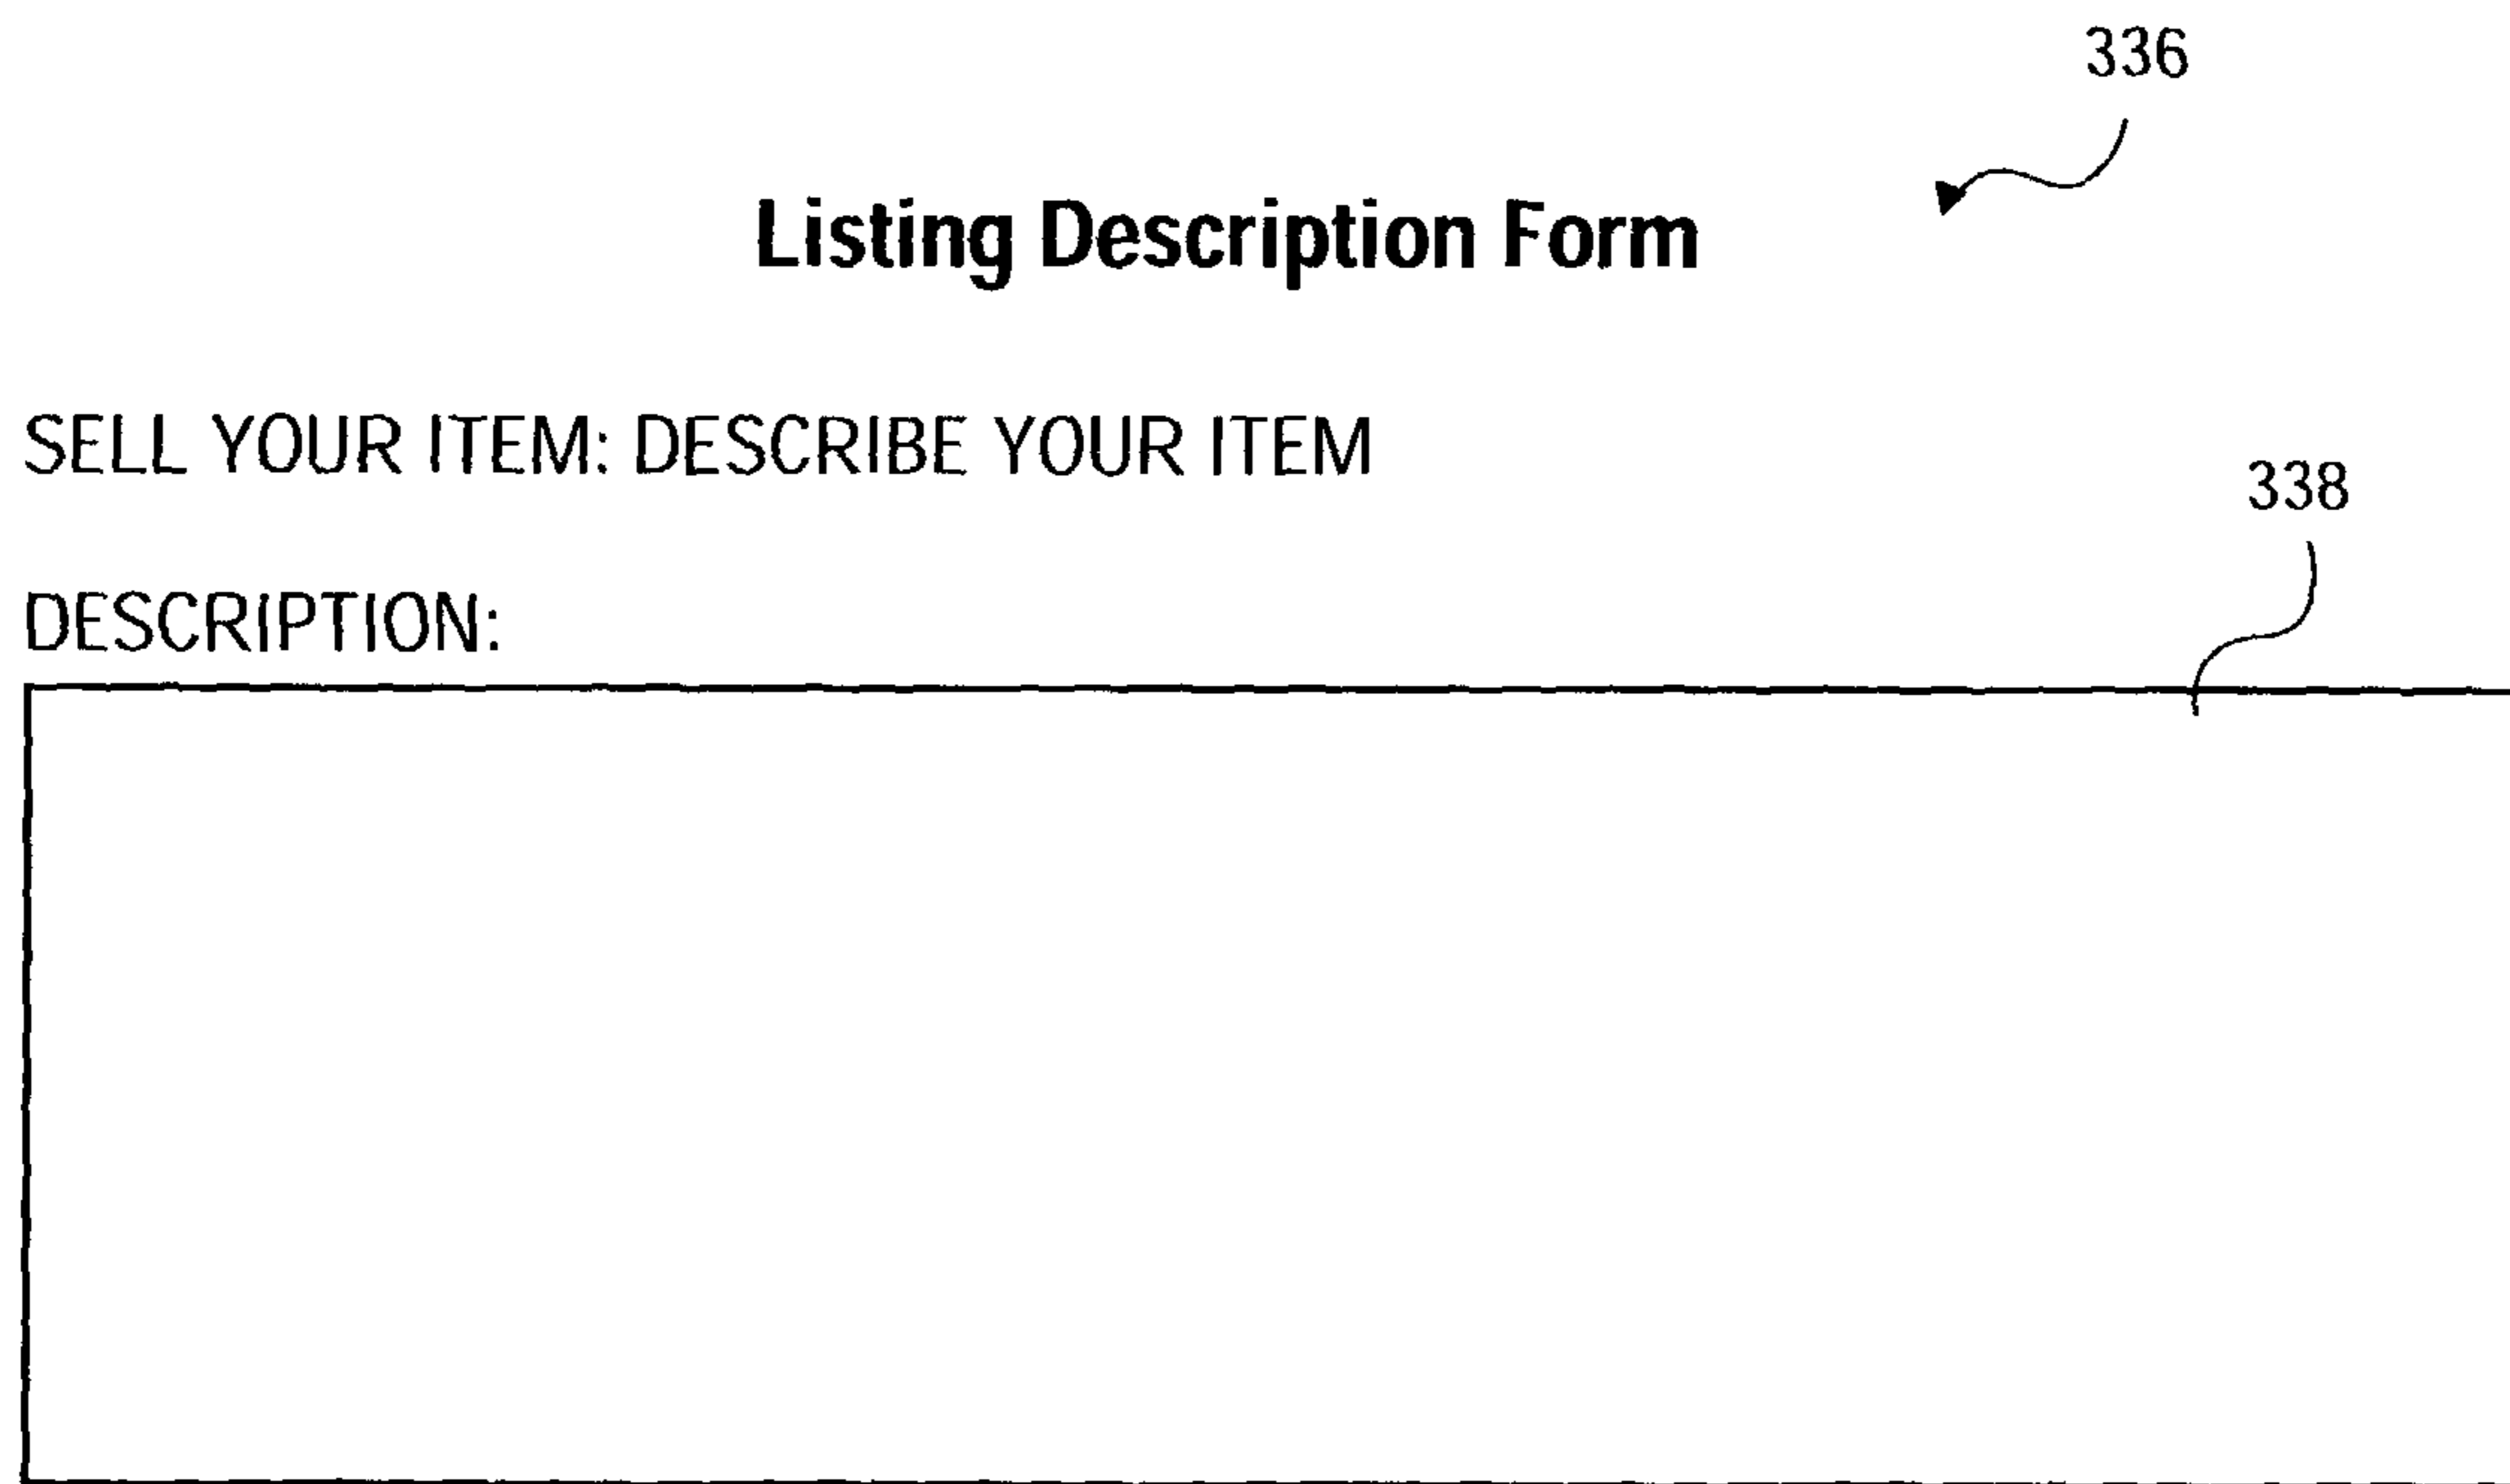 336
Listing Description Form
SELL YOUR ITEM: DESCRIBE YOUR ITEM
338
DESCRIPTION: